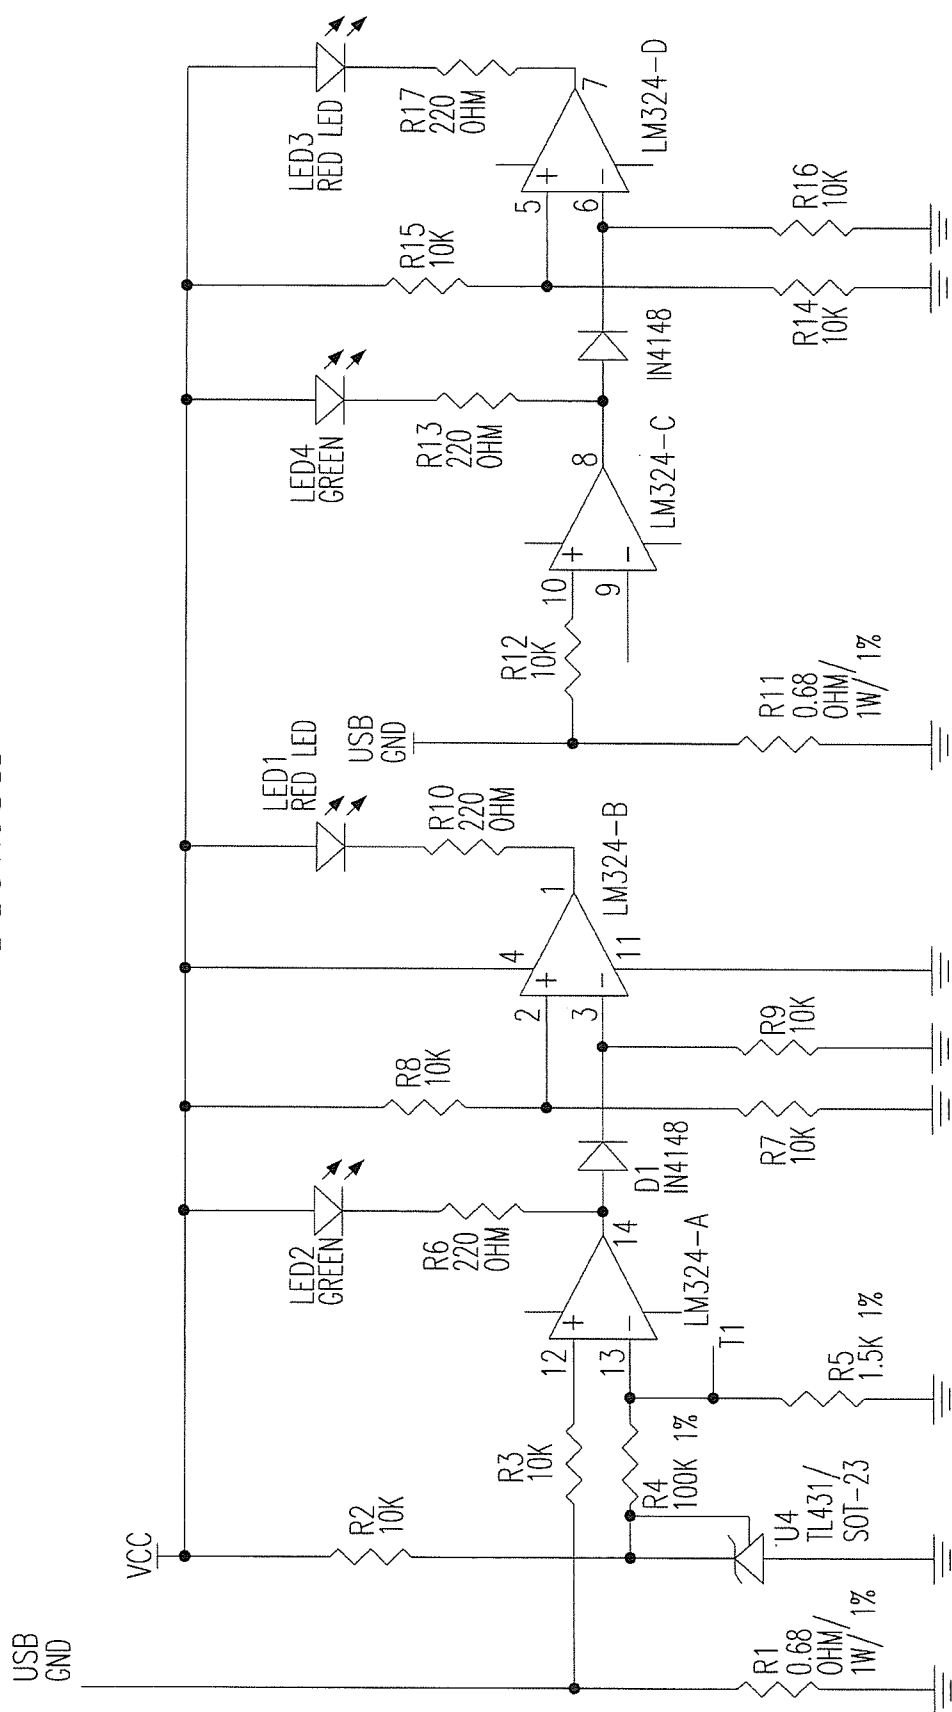 USB
GND
VCC
R1
0.68
OHM/
1W/ 1%
R2
10K
R3
10K
R4
100K 1%
U4
TL431/
SOT-23
R5
1.5K 1%
T1
12
13
+
−
14
LM324-A
LED2
GREEN
R6
220
OHM
D1
IN4148
R8
10K
R7
10K
R9
10K
2
3
+
−
4
11
1
LM324-B
LED1
RED LED
R10
220
OHM
USB
GND
R11
0.68
OHM/
1W/ 1%
R12
10K
10
9
+
−
8
LM324-C
LED4
GREEN
R13
220
OHM
IN4148
R15
10K
R14
10K
R16
10K
5
6
+
−
7
LM324-D
LED3
RED LED
R17
220
OHM